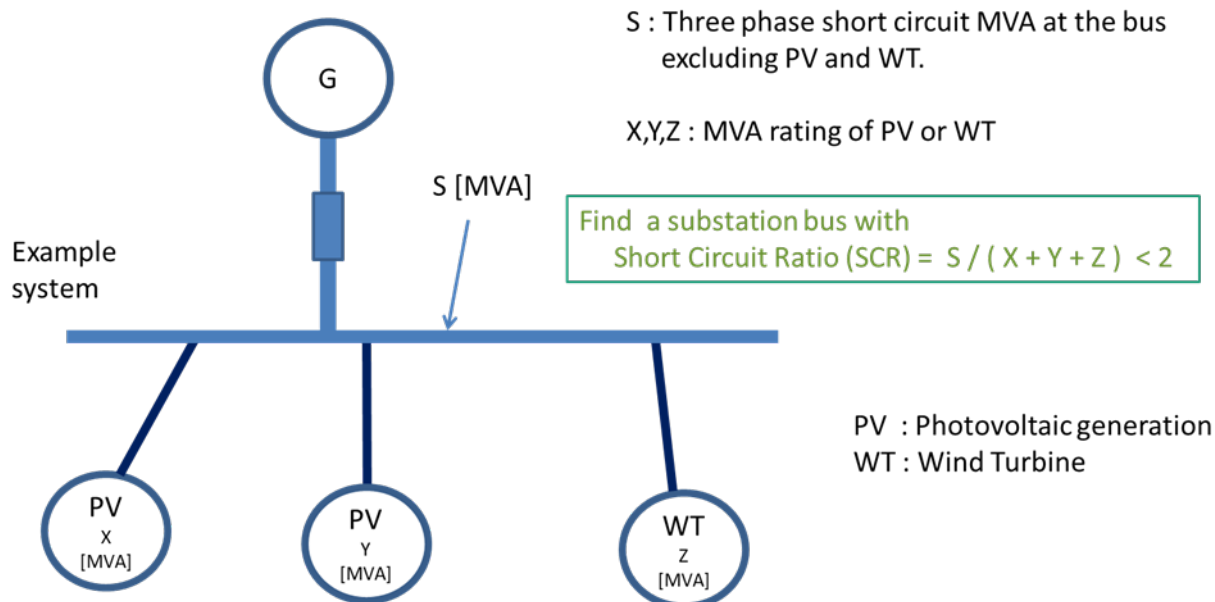 G
S : Three phase short circuit MVA at the bus
excluding PV and WT.
X,Y,Z : MVA rating of PV or WT
S [MVA]
Find a substation bus with
Short Circuit Ratio (SCR) = S / ( X + Y + Z ) < 2
Example
system
PV : Photovoltaic generation
WT : Wind Turbine
PV
X
[MVA]
PV
Y
[MVA]
WT
Z
[MVA]